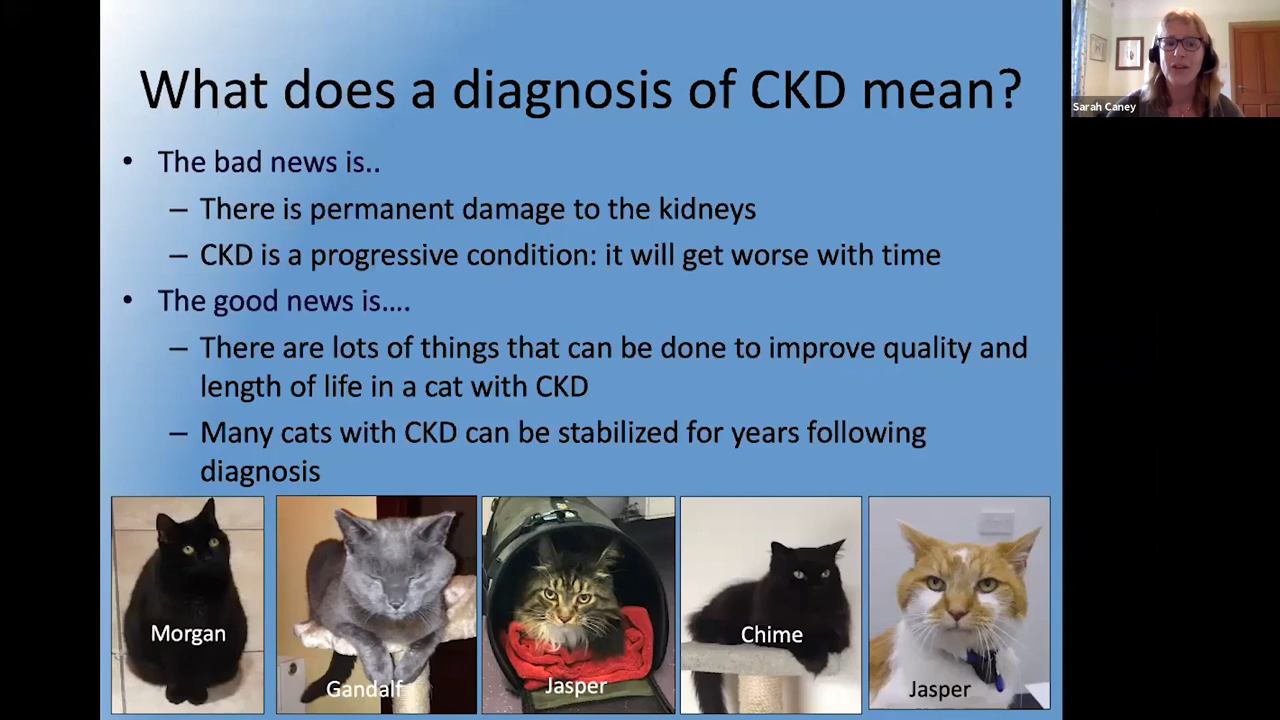 What does a diagnosis of CKD mean?
Sarah Caney
• The bad news is..
– There is permanent damage to the kidneys
– CKD is a progressive condition: it will get worse with time
• The good news is....
– There are lots of things that can be done to improve quality and
length of life in a cat with CKD
– Many cats with CKD can be stabilized for years following
diagnosis
Morgan
Gandalf
Jasper
Chime
Jasper